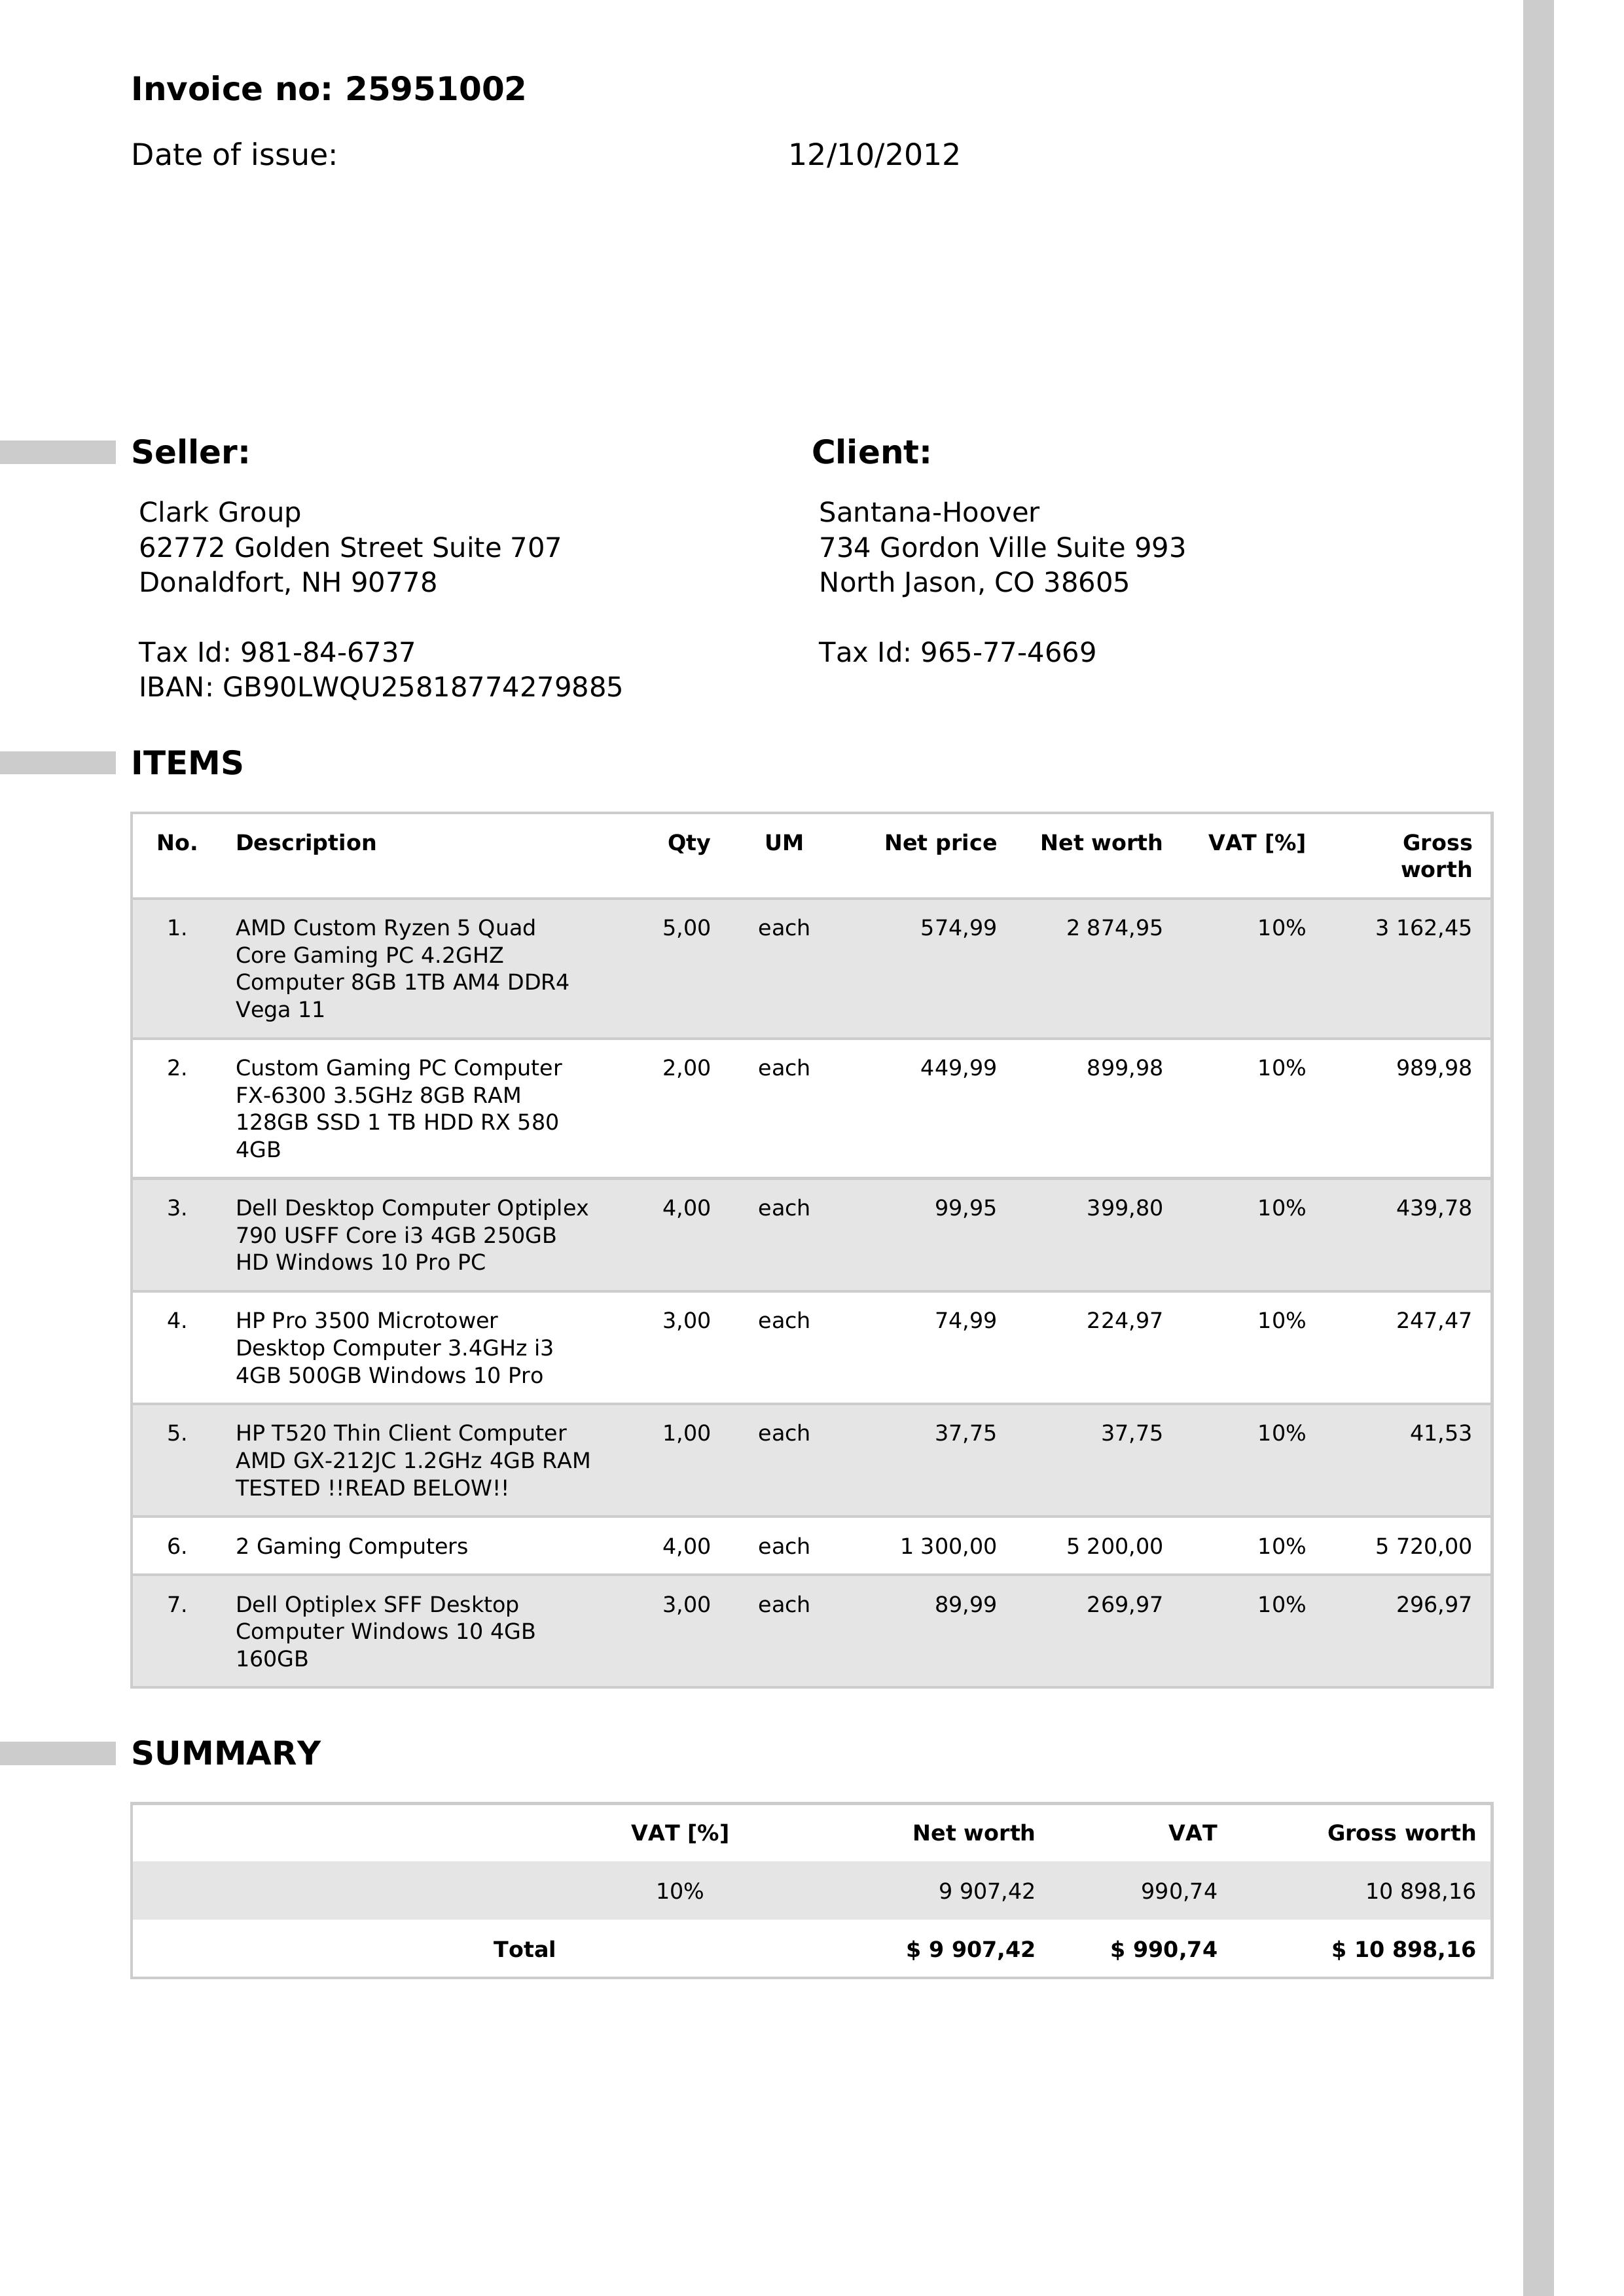 Invoice no: 25951002
Date of issue: 12/10/2012
Seller:
Clark Group
62772 Golden Street Suite 707
Donaldfort, NH 90778
Tax Id: 981-84-6737
IBAN: GB90LWQU25818774279885
Client:
Santana-Hoover
734 Gordon Ville Suite 993
North Jason, CO 38605
Tax Id: 965-77-4669
ITEMS
No. Description Qty UM Net price Net worth VAT [%] Gross
worth
1. AMD Custom Ryzen 5 Quad 5,00 each 574,99 2 874,95 10% 3 162,45
Core Gaming PC 4.2GHZ
Computer 8GB 1TB AM4 DDR4
Vega 11
2. Custom Gaming PC Computer 2,00 each 449,99 899,98 10% 989,98
FX-6300 3.5GHz 8GB RAM
128GB SSD 1 TB HDD RX 580
4GB
3. Dell Desktop Computer Optiplex 4,00 each 99,95 399,80 10% 439,78
790 USFF Core i3 4GB 250GB
HD Windows 10 Pro PC
4. HP Pro 3500 Microtower 3,00 each 74,99 224,97 10% 247,47
Desktop Computer 3.4GHz i3
4GB 500GB Windows 10 Pro
5. HP T520 Thin Client Computer 1,00 each 37,75 37,75 10% 41,53
AMD GX-212JC 1.2GHz 4GB RAM
TESTED !!READ BELOW!!
6. 2 Gaming Computers 4,00 each 1 300,00 5 200,00 10% 5 720,00
7. Dell Optiplex SFF Desktop 3,00 each 89,99 269,97 10% 296,97
Computer Windows 10 4GB
160GB
SUMMARY
VAT [%] Net worth VAT Gross worth
10% 9 907,42 990,74 10 898,16
Total $ 9 907,42 $ 990,74 $ 10 898,16